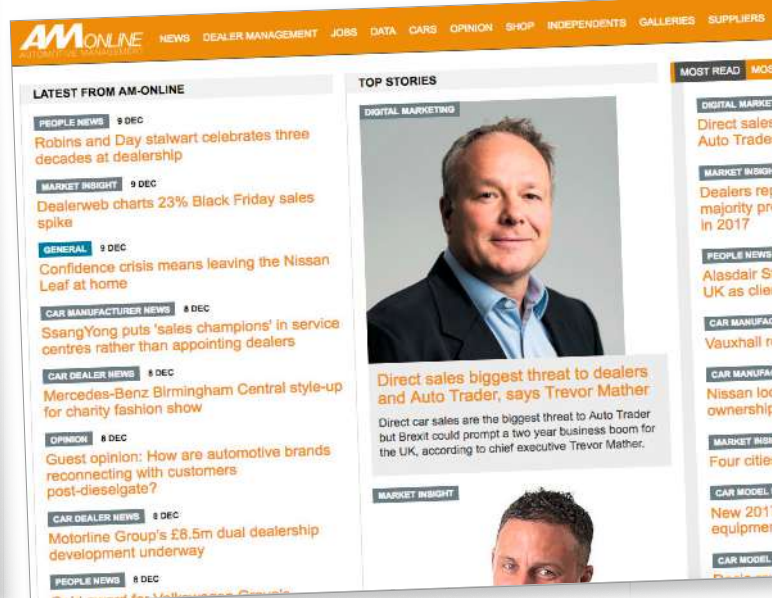 AMONLINE
AUTOMOTIVE MANAGEMENT
NEWS DEALER MANAGEMENT JOBS DATA CARS OPINION SHOP INDEPENDENTS GALLERIES SUPPLIERS
LATEST FROM AM-ONLINE
PEOPLE NEWS 9 DEC
Robins and Day stalwart celebrates three
decades at dealership
MARKET INSIGHT 9 DEC
Dealerweb charts 23% Black Friday sales
spike
GENERAL 9 DEC
Confidence crisis means leaving the Nissan
Leaf at home
CAR MANUFACTURER NEWS 8 DEC
SsangYong puts 'sales champions' in service
centres rather than appointing dealers
CAR DEALER NEWS 8 DEC
Mercedes-Benz Birmingham Central style-up
for charity fashion show
OPINION 8 DEC
Guest opinion: How are automotive brands
reconnecting with customers
post-dieselgate?
CAR DEALER NEWS 8 DEC
Motorline Group's £8.5m dual dealership
development underway
PEOPLE NEWS 8 DEC
TOP STORIES
DIGITAL MARKETING
Direct sales biggest threat to dealers
and Auto Trader, says Trevor Mather
Direct car sales are the biggest threat to Auto Trader
but Brexit could prompt a two year business boom for
the UK, according to chief executive Trevor Mather.
MARKET INSIGHT
MOST READ MOS
DIGITAL MARKE
Direct sales
Auto Trade
MARKET INSIGH
Dealers rep
majority pr
in 2017
PEOPLE NEWS
Alasdair S
UK as clie
CAR MANUFAC
Vauxhall r
CAR MANUFA
Nissan loo
ownership
MARKET INSI
Four cities
CAR MODEL
New 2017
equipmen
CAR MODEL